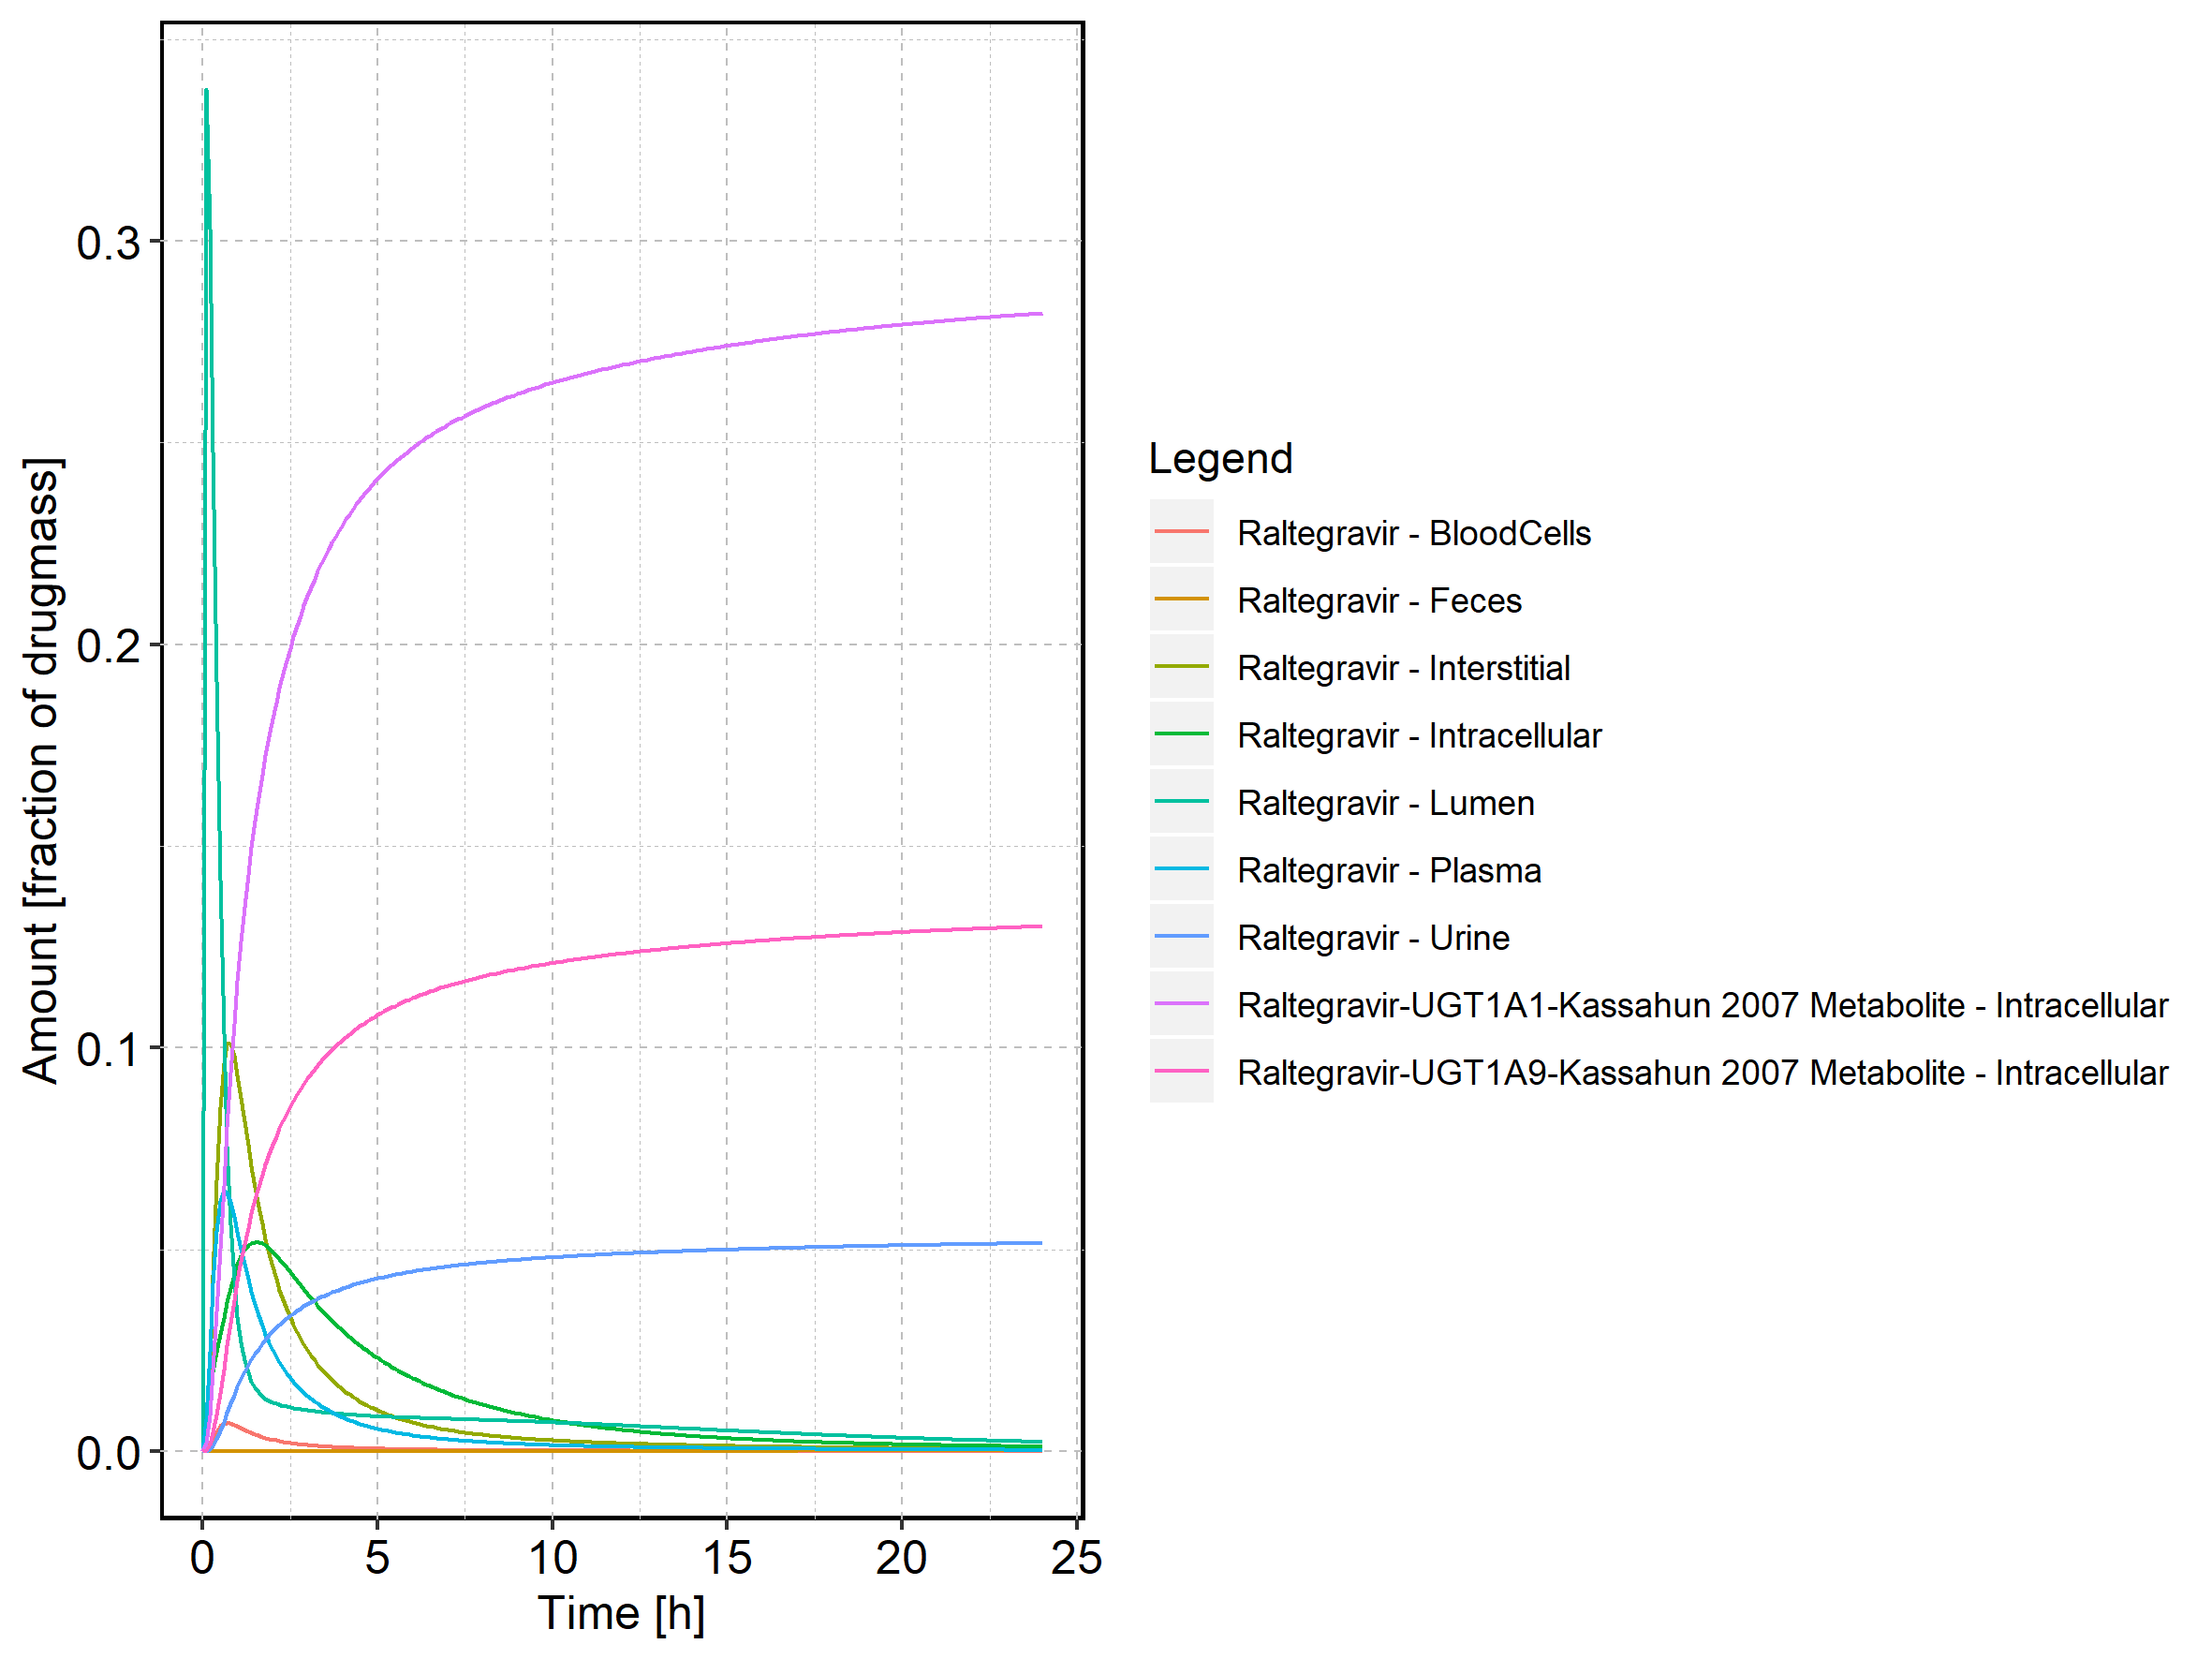 Amount [fraction of drugmass]
0.3
0.2
0.1
0.0
0
5
10
15
20
25
Time [h]
Legend
Raltegravir - BloodCells
Raltegravir - Feces
Raltegravir - Interstitial
Raltegravir - Intracellular
Raltegravir - Lumen
Raltegravir - Plasma
Raltegravir - Urine
Raltegravir-UGT1A1-Kassahun 2007 Metabolite - Intracellular
Raltegravir-UGT1A9-Kassahun 2007 Metabolite - Intracellular